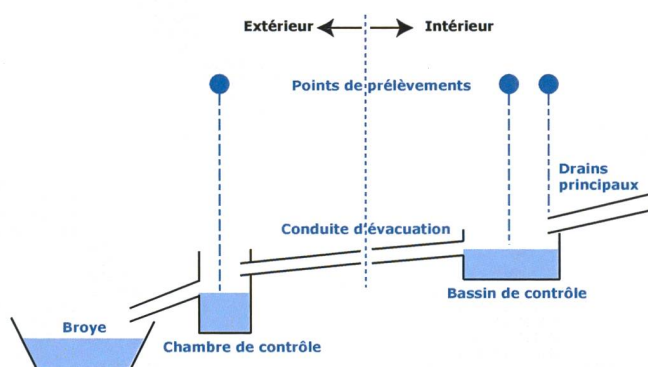 Extérieur Intérieur
Points de prélèvements
Drains
principaux
Conduite d'évacuation
Bassin de contrôle
Broye
Chambre de contrôle